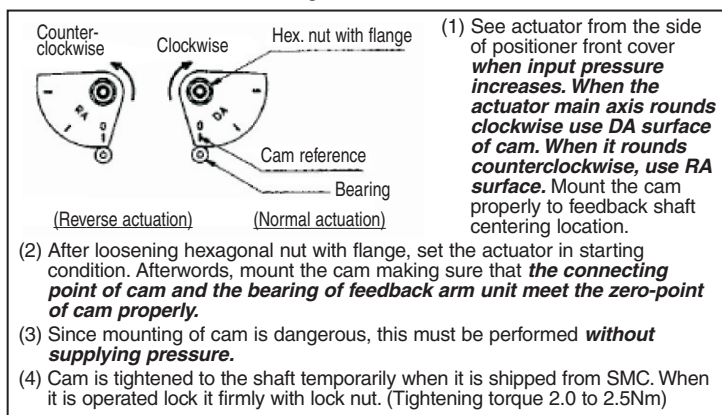 Counter-
clockwise
Clockwise
Hex. nut with flange
RA
0
1
DA
0
1
Cam reference
Bearing
(Reverse actuation)
(Normal actuation)
(1) See actuator from the side
of positioner front cover
when input pressure
increases. When the
actuator main axis rounds
clockwise use DA surface
of cam. When it rounds
counterclockwise, use RA
surface. Mount the cam
properly to feedback shaft
centering location.
(2) After loosening hexagonal nut with flange, set the actuator in starting
condition. Afterwords, mount the cam making sure that the connecting
point of cam and the bearing of feedback arm unit meet the zero-point
of cam properly.
(3) Since mounting of cam is dangerous, this must be performed without
supplying pressure.
(4) Cam is tightened to the shaft temporarily when it is shipped from SMC. When
it is operated lock it firmly with lock nut. (Tightening torque 2.0 to 2.5Nm)